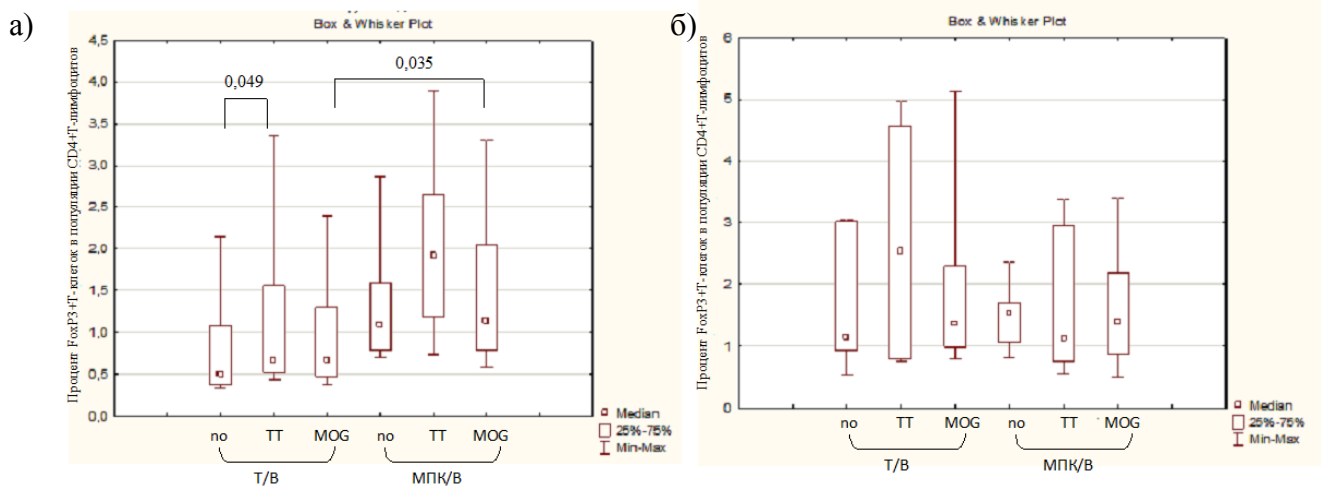 а)
Box & Whisker Plot
Процент FoxP3+T-клеток в популяции CD4+T-лимфоцитов
4,5
4,0
3,5
3,0
2,5
2,0
1,5
1,0
0,5
0,0
0,049
0,035
no TT MOG no TT MOG
T/B МПК/B
Median
25%-75%
Min-Max
б)
Box & Whisker Plot
Процент FoxP3+T-клеток в популяции CD4+T-лимфоцитов
6
5
4
3
2
1
0
no TT MOG no TT MOG
T/B МПК/B
Median
25%-75%
Min-Max